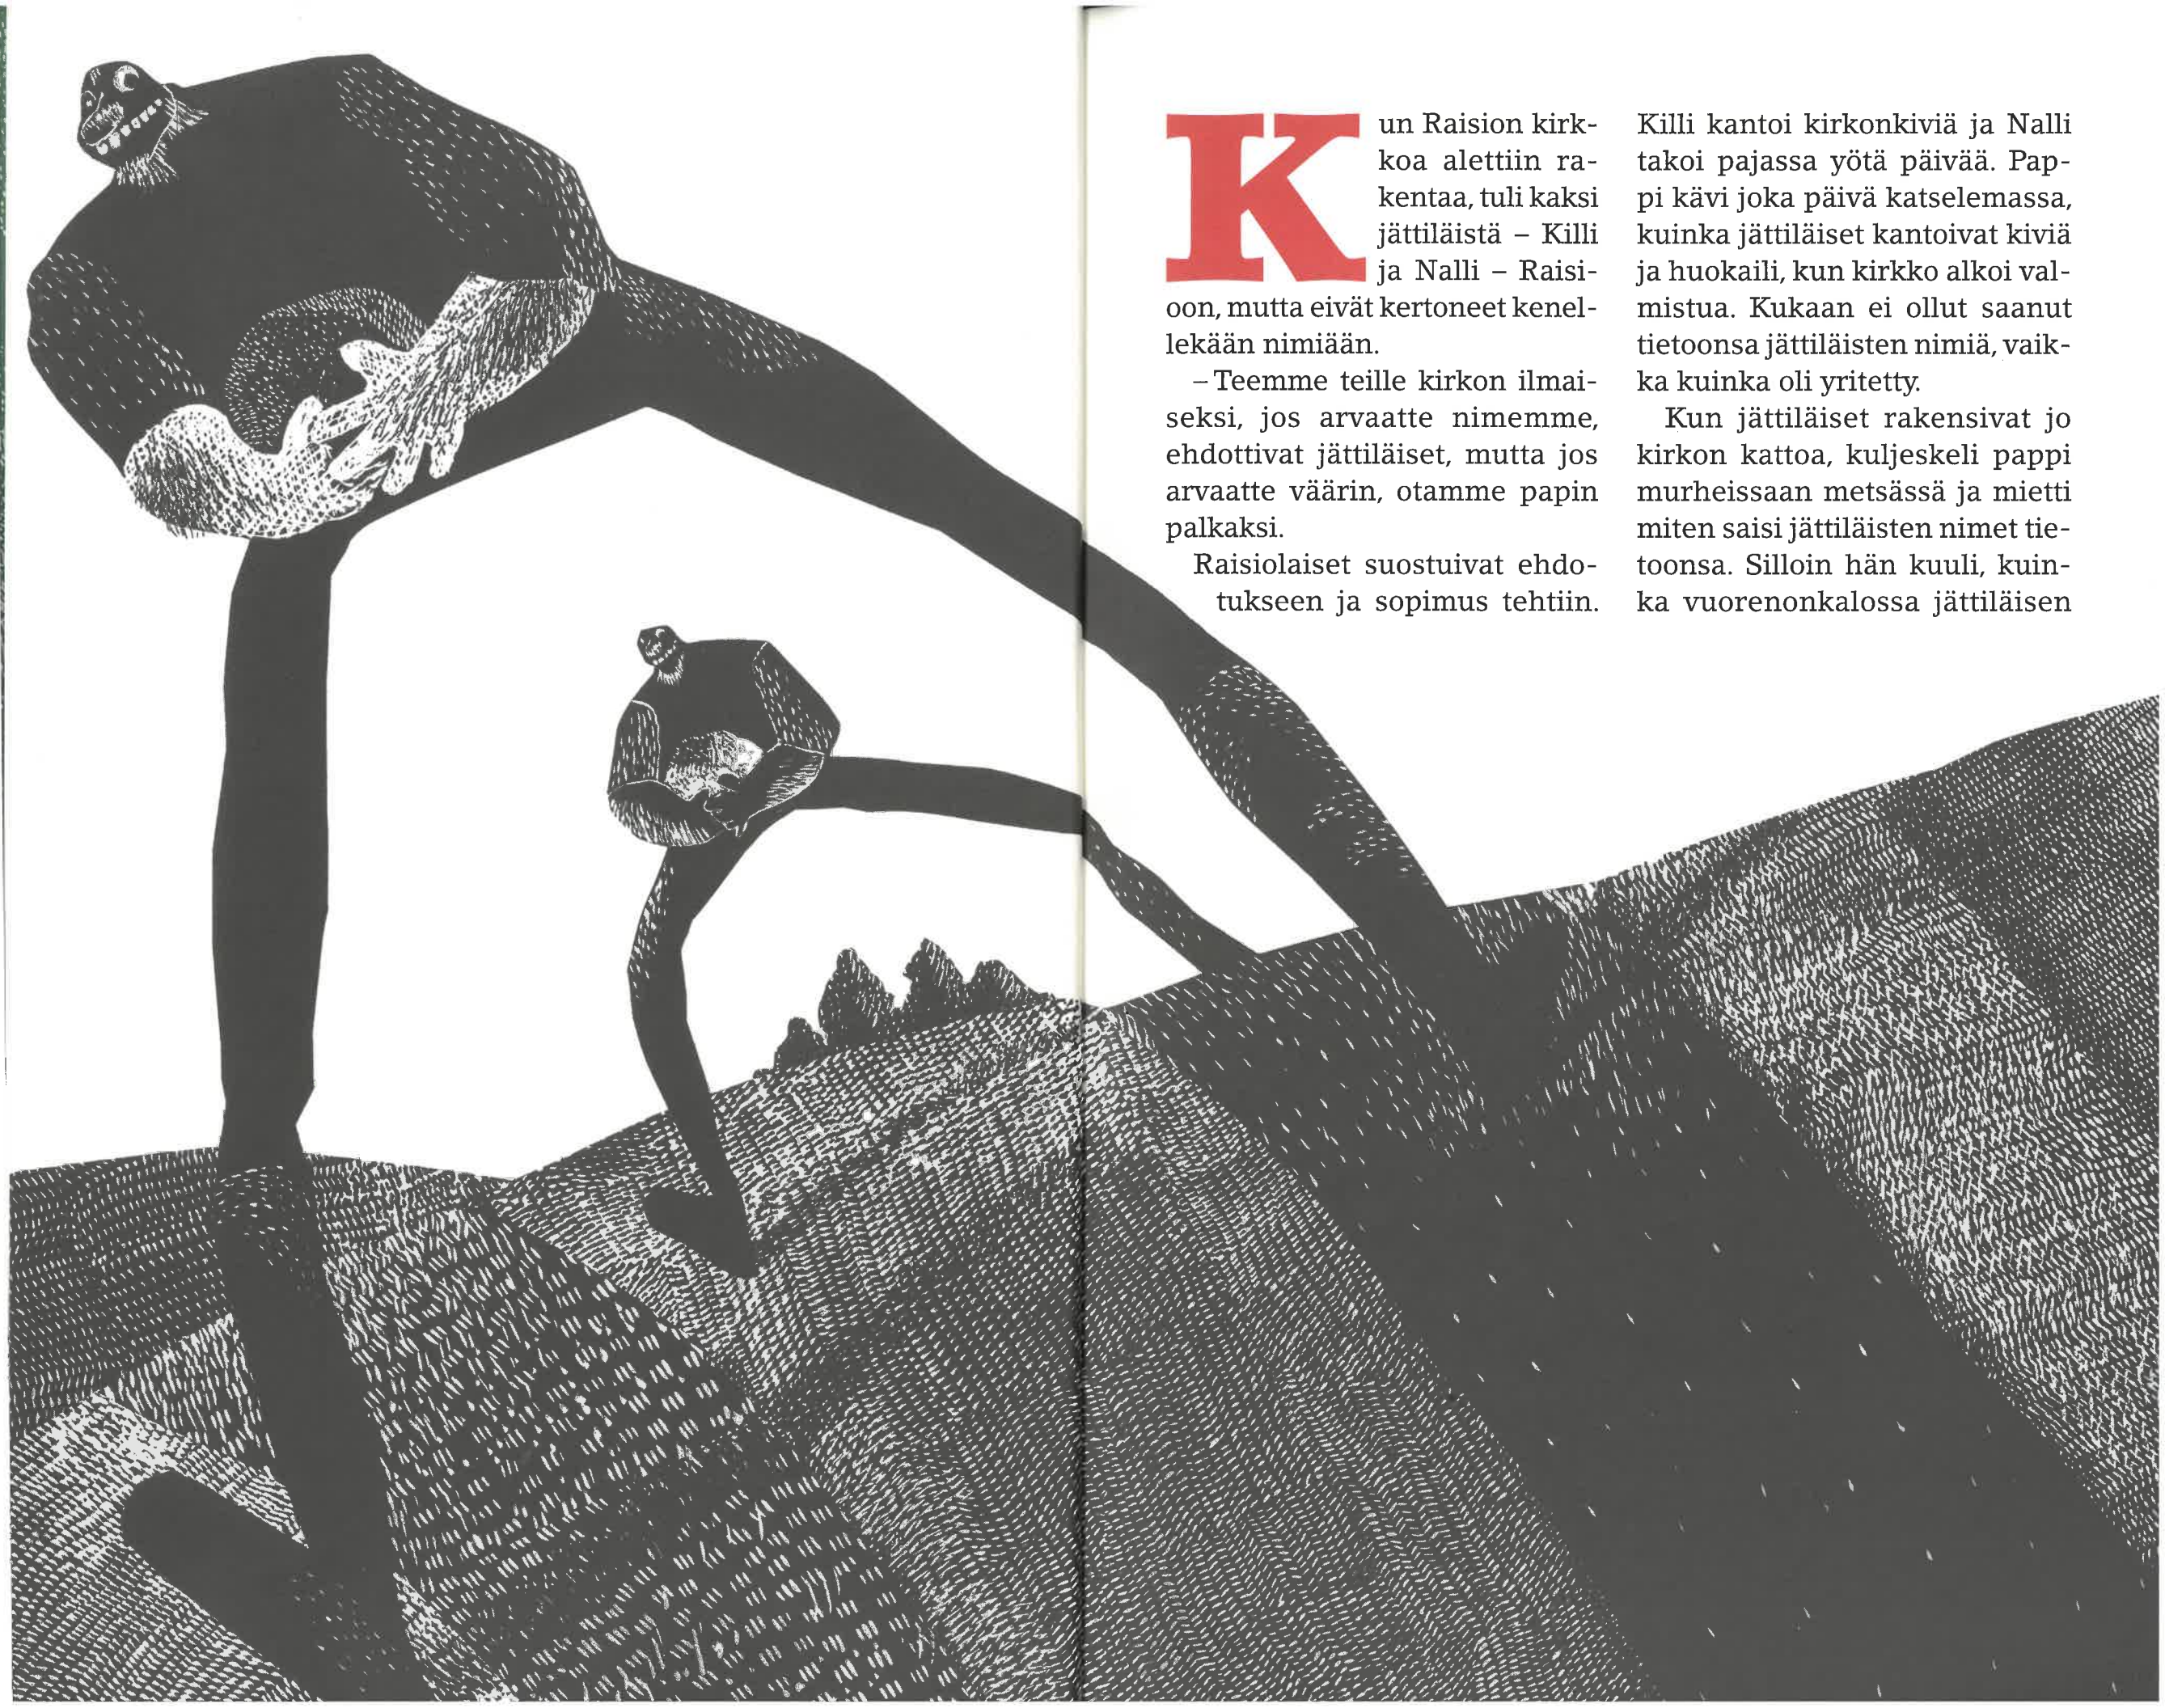 Kun Raision kirk-
koa alettiin ra-
kentaa, tuli kaksi
jättiläistä – Killi
ja Nalli – Raisi-
oon, mutta eivät kertoneet kenel-
lekään nimiään.
– Teemme teille kirkon ilmai-
seksi, jos arvaatte nimemme,
ehdottivat jättiläiset, mutta jos
arvaatte väärin, otamme papin
palkaksi.
Raisiolaiset suostuivat ehdo-
tukseen ja sopimus tehtiin.
Killi kantoi kirkonkiviä ja Nalli
takoi pajassa yötä päivää. Pap-
pi kävi joka päivä katselemassa,
kuinka jättiläiset kantoivat kiviä
ja huokaili, kun kirkko alkoi val-
mistua. Kukaan ei ollut saanut
tietoonsa jättiläisten nimiä, vaik-
ka kuinka oli yritetty.
Kun jättiläiset rakensivat jo
kirkon kattoa, kuljeskeli pappi
murheissaan metsässä ja mietti
miten saisi jättiläisten nimet tie-
toonsa. Silloin hän kuuli, kuin-
ka vuorenonkalossa jättiläisen